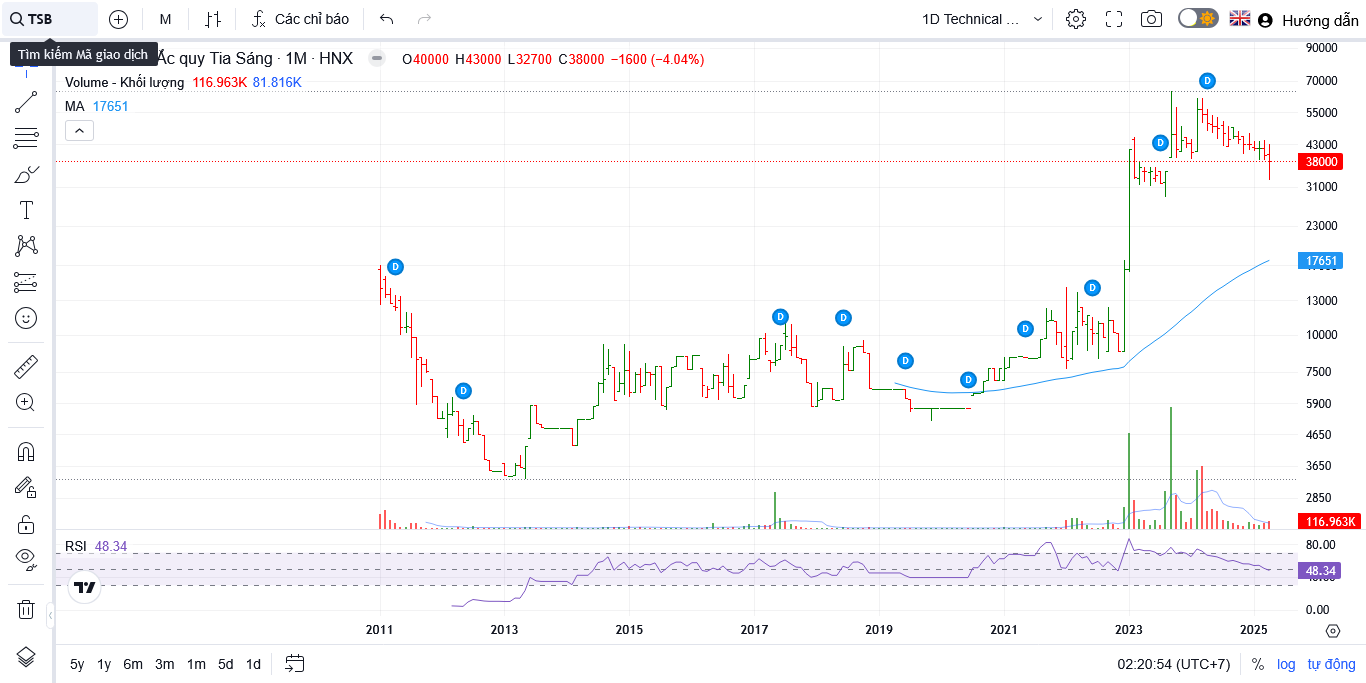 TSB M Các chỉ báo 1D Technical ... Hướng dẫn
Tìm kiếm Mã giao dịch
Ắc quy Tia Sáng · 1M · HNX O40000 H43000 L32700 C38000 −1600 (−4.04%)
Volume - Khối lượng 116.963K 81.816K
MA 17651
90000
70000
55000
43000
38000
31000
23000
17651
13000
10000
7500
5900
4650
3650
2850
116.963K
D
D
D
D
D
D
D
D
D
D
RSI 48.34
80.00
48.34
0.00
2011 2013 2015 2017 2019 2021 2023 2025
5y 1y 6m 3m 1m 5d 1d 02:20:54 (UTC+7) % log tự động